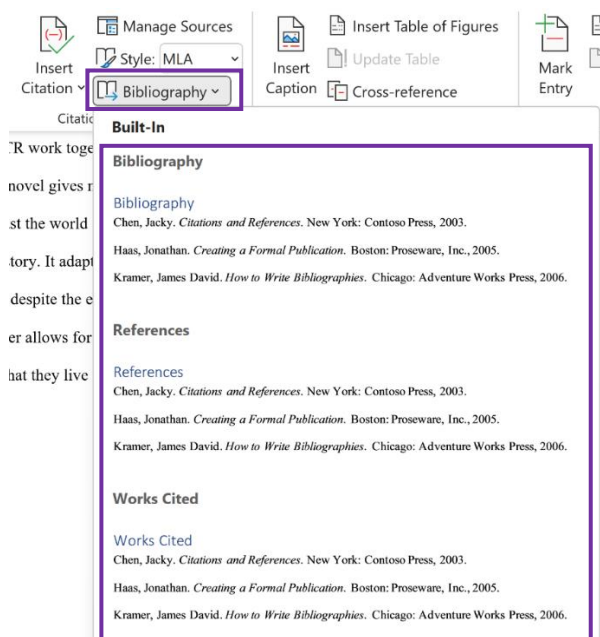 Manage Sources
Style: MLA
Insert Citation
Bibliography
Citatio
Insert Caption
Insert Table of Figures
Update Table
Cross-reference
Mark Entry
'R work toge
novel gives
st the world
tory. It adapt
despite the e
er allows for
hat they live
Built-In
Bibliography
Bibliography
Chen, Jacky. Citations and References. New York: Contoso Press, 2003.
Haas, Jonathan. Creating a Formal Publication. Boston: Proseware, Inc., 2005.
Kramer, James David. How to Write Bibliographies. Chicago: Adventure Works Press, 2006.
References
References
Chen, Jacky. Citations and References. New York: Contoso Press, 2003.
Haas, Jonathan. Creating a Formal Publication. Boston: Proseware, Inc., 2005.
Kramer, James David. How to Write Bibliographies. Chicago: Adventure Works Press, 2006.
Works Cited
Works Cited
Chen, Jacky. Citations and References. New York: Contoso Press, 2003.
Haas, Jonathan. Creating a Formal Publication. Boston: Proseware, Inc., 2005.
Kramer, James David. How to Write Bibliographies. Chicago: Adventure Works Press, 2006.